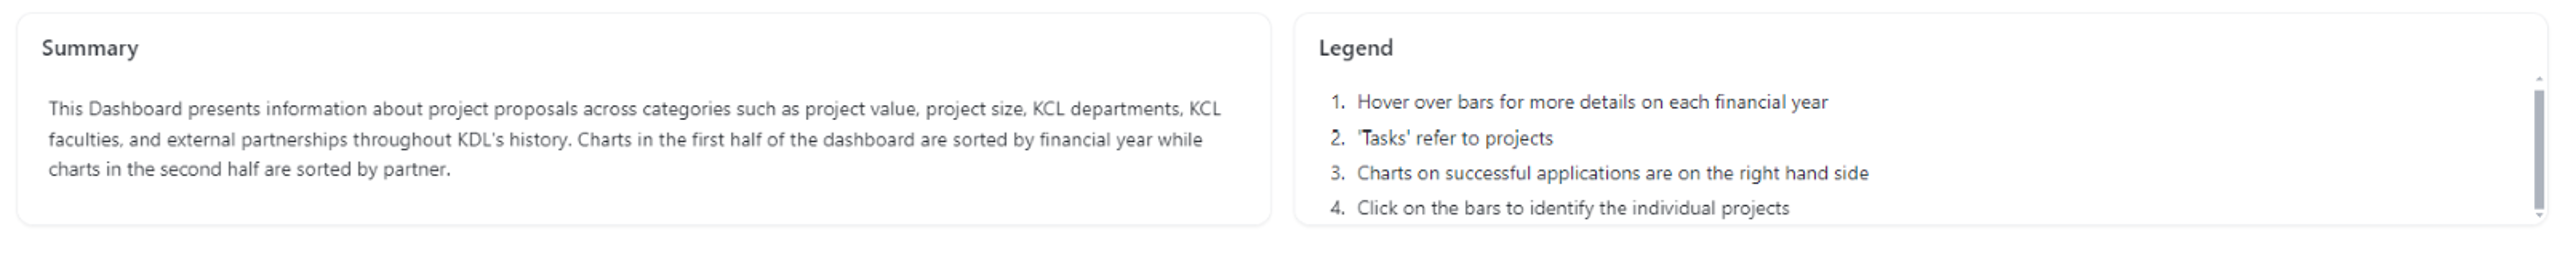 Summary
This Dashboard presents information about project proposals across categories such as project value, project size, KCL departments, KCL
faculties, and external partnerships throughout KDL's history. Charts in the first half of the dashboard are sorted by financial year while
charts in the second half are sorted by partner.
Legend
1. Hover over bars for more details on each financial year
2. 'Tasks' refer to projects
3. Charts on successful applications are on the right hand side
4. Click on the bars to identify the individual projects